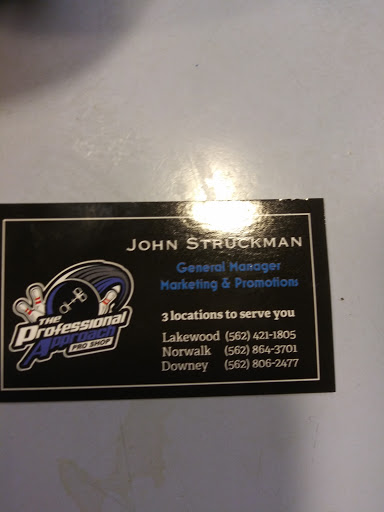 JOHN STRUCKMAN
General Manager
Marketing & Promotions
3 locations to serve you
Lakewood (562) 421-1805
Norwalk (562) 864-3701
Downey (562) 806-2477
THE
Professional
Approach
PRO SHOP